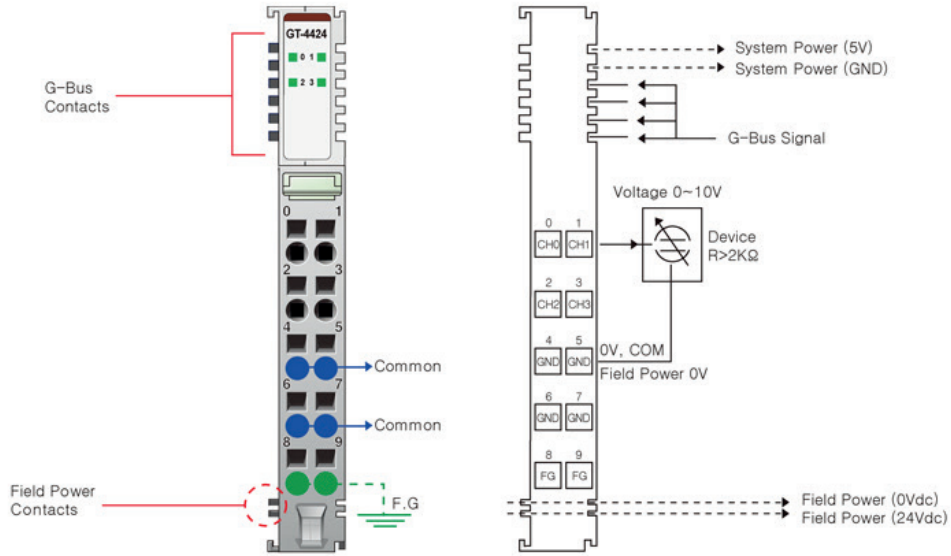 GT-4424
0 1
2 3
G-Bus
Contacts
0 1
2 3
4 5
Common
6 7
Common
8 9
F.G
Field Power
Contacts
System Power (5V)
System Power (GND)
G-Bus Signal
Voltage 0~10V
0 1
CH0 CH1
Device
R>2KΩ
2 3
CH2 CH3
4 5
GND GND
0V, COM
Field Power 0V
6 7
GND GND
8 9
FG FG
Field Power (0Vdc)
Field Power (24Vdc)